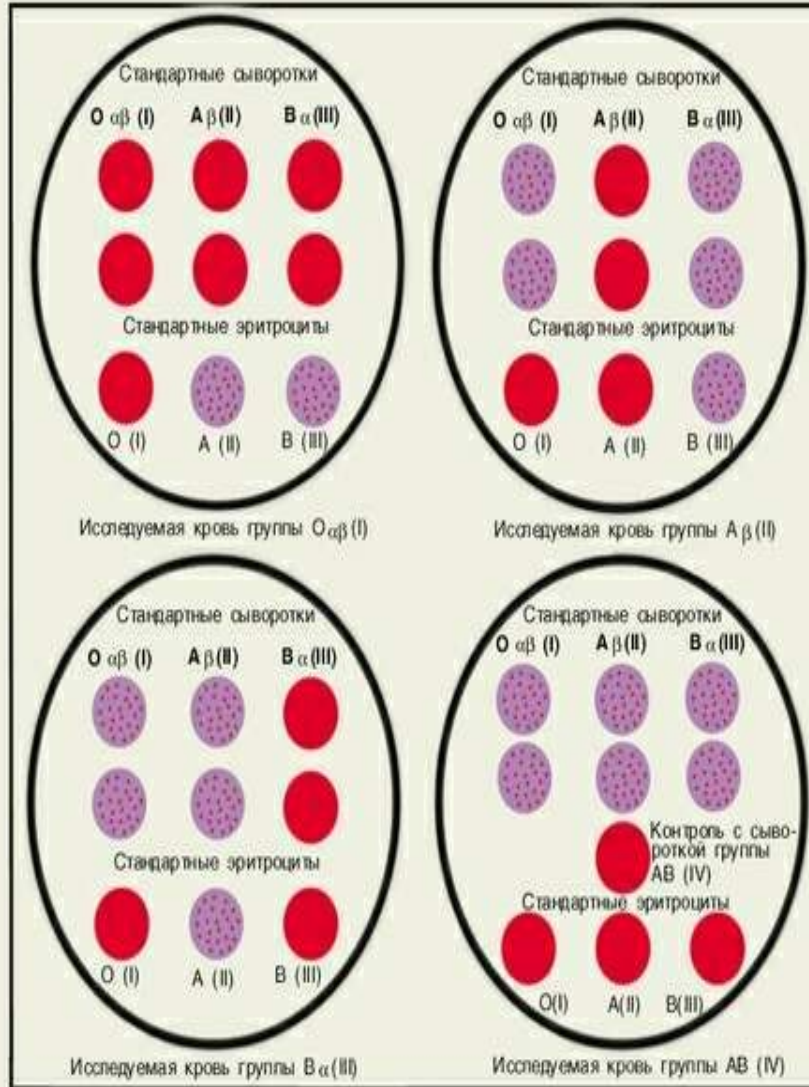 Стандартные сыворотки
O αβ (I) A β(II) B α(III)
Стандартные эритроциты
O (I) A (II) B (III)
Исследуемая кровь группы O αβ(I)
Стандартные сыворотки
O αβ (I) A β(II) B α(III)
Стандартные эритроциты
O (I) A (II) B (III)
Исследуемая кровь группы A β(II)
Стандартные сыворотки
O αβ (I) A β(II) B α(III)
Стандартные эритроциты
O (I) A (II) B (III)
Исследуемая кровь группы B α(III)
Стандартные сыворотки
O αβ (I) A β(II) B α(III)
Контроль с сыво-
роткой группы
AB (IV)
Стандартные эритроциты
O(I) A(II) B(III)
Исследуемая кровь группы AB (IV)